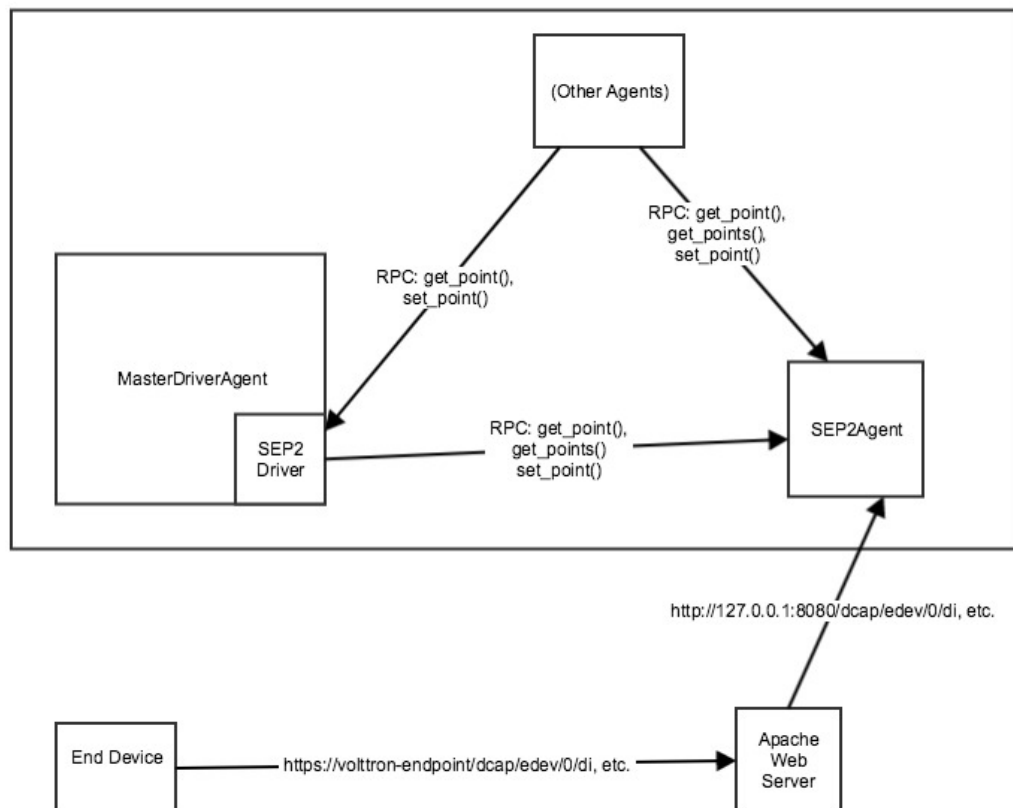 (Other Agents)
RPC: get_point(),
get_points(),
set_point()
RPC: get_point(),
set_point()
MasterDriverAgent
SEP2
Driver
RPC: get_point(),
get_points()
set_point()
SEP2Agent
http://127.0.0.1:8080/dcap/edev/0/di, etc.
End Device
https://volttron-endpoint/dcap/edev/0/di, etc.
Apache
Web
Server